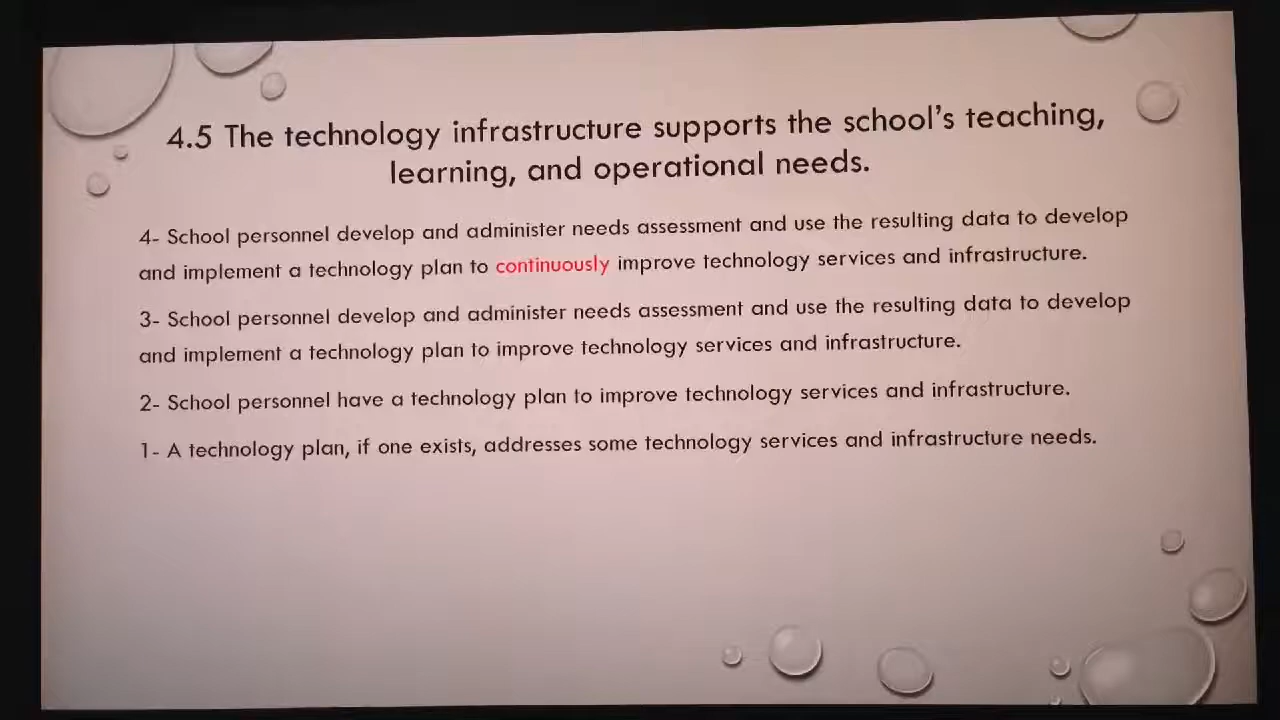 4.5 The technology infrastructure supports the school's teaching,
learning, and operational needs.
4- School personnel develop and administer needs assessment and use the resulting data to develop
and implement a technology plan to continuously improve technology services and infrastructure.
3- School personnel develop and administer needs assessment and use the resulting data to develop
and implement a technology plan to improve technology services and infrastructure.
2- School personnel have a technology plan to improve technology services and infrastructure.
1- A technology plan, if one exists, addresses some technology services and infrastructure needs.